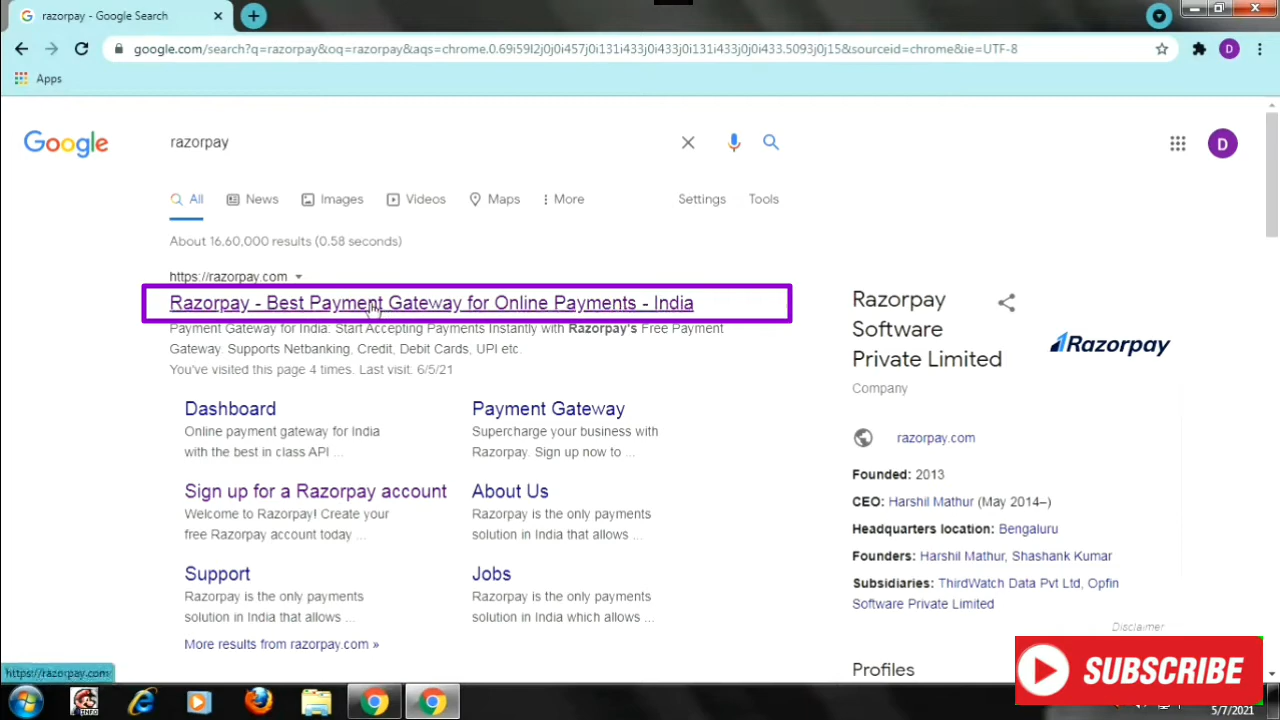 razorpay - Google Search
google.com/search?q=razorpay&oq=razorpay&aqs=chrome.0.69i59l2j0j0i457j0i131i433j0i433j0i131i433j0i433.5093j0j15&sourceid=chrome&ie=UTF-8
D
Apps
Google
razorpay
D
All
News
Images
Videos
Maps
More
Settings
Tools
About 16,60,000 results (0.58 seconds)
https://razorpay.com
Razorpay - Best Payment Gateway for Online Payments - India
Payment Gateway for India: Start Accepting Payments Instantly with Razorpay's Free Payment
Gateway. Supports Netbanking, Credit, Debit Cards, UPI etc.
You've visited this page 4 times. Last visit: 6/5/21
Dashboard
Online payment gateway for India
with the best in class API ...
Payment Gateway
Supercharge your business with
Razorpay. Sign up now to ...
Sign up for a Razorpay account
Welcome to Razorpay! Create your
free Razorpay account today ...
About Us
Razorpay is the only payments
solution in India that allows ...
Support
Razorpay is the only payments
solution in India that allows ...
Jobs
Razorpay is the only payments
solution in India which allows ...
More results from razorpay.com »
Razorpay
Software
Private Limited
Razorpay
Company
razorpay.com
Founded: 2013
CEO: Harshil Mathur (May 2014–)
Headquarters location: Bengaluru
Founders: Harshil Mathur, Shashank Kumar
Subsidiaries: ThirdWatch Data Pvt Ltd, Opfin
Software Private Limited
Disclaimer
Profiles
SUBSCRIBE
https://razorpay.com
INFO
5/7/2021